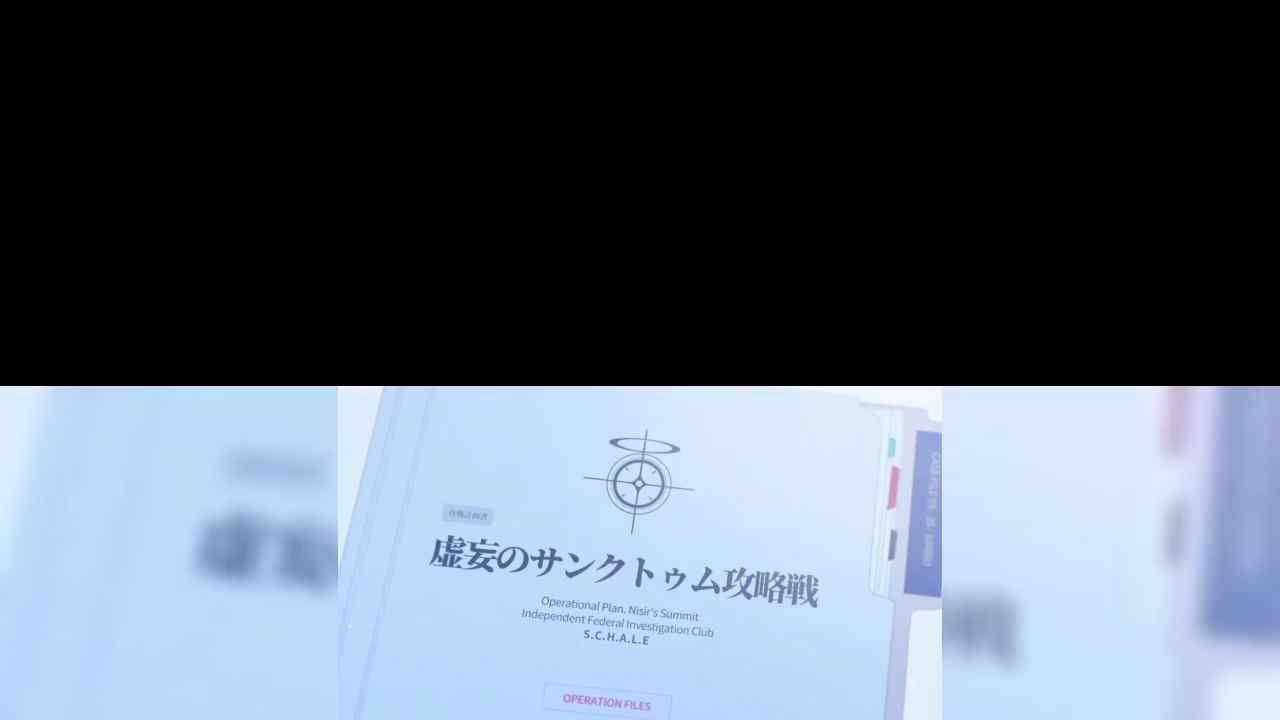 作戦計画書
虚妄のサンクトゥム攻略戦
Operational Plan, Nisir's Summit
Independent Federal Investigation Club
S.C.H.A.L.E
OPERATION FILES